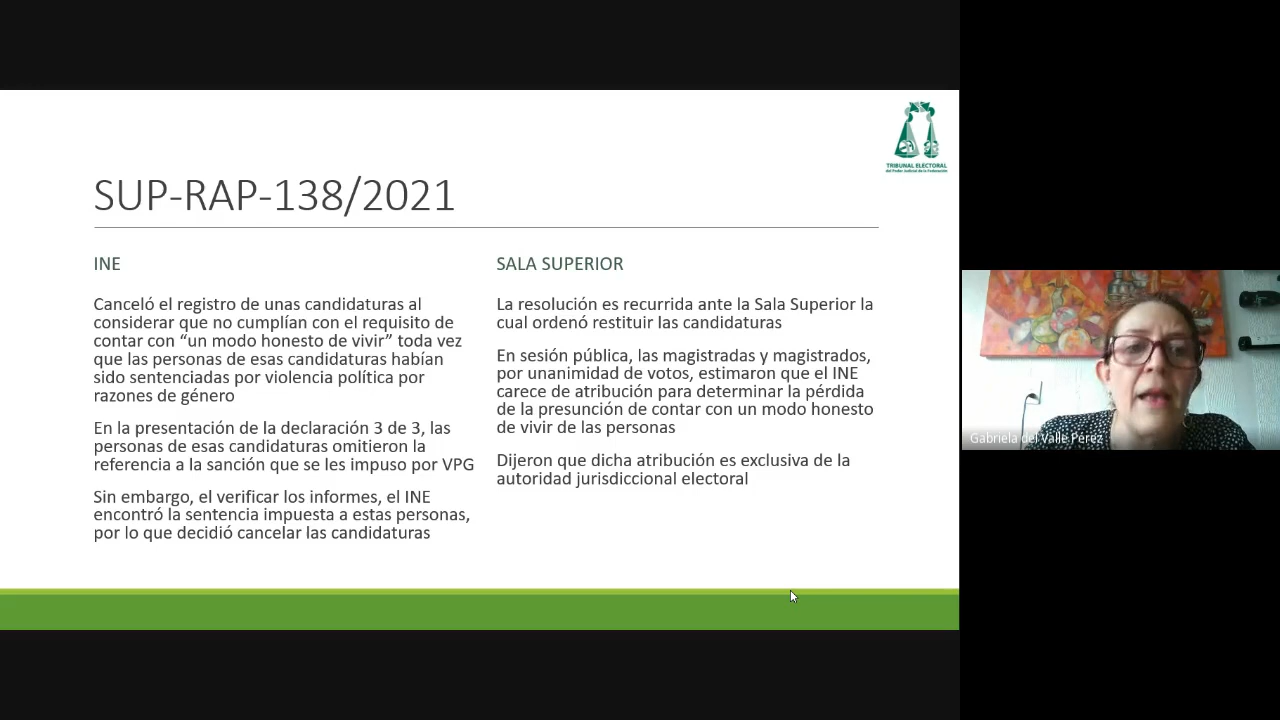 TRIBUNAL ELECTORAL
del Poder Judicial de la Federación
SUP-RAP-138/2021
INE
Canceló el registro de unas candidaturas al
considerar que no cumplían con el requisito de
contar con “un modo honesto de vivir” toda vez
que las personas de esas candidaturas habían
sido sentenciadas por violencia política por
razones de género
En la presentación de la declaración 3 de 3, las
personas de esas candidaturas omitieron la
referencia a la sanción que se les impuso por VPG
Sin embargo, el verificar los informes, el INE
encontró la sentencia impuesta a estas personas,
por lo que decidió cancelar las candidaturas
SALA SUPERIOR
La resolución es recurrida ante la Sala Superior la
cual ordenó restituir las candidaturas
En sesión pública, las magistradas y magistrados,
por unanimidad de votos, estimaron que el INE
carece de atribución para determinar la pérdida
de la presunción de contar con un modo honesto
de vivir de las personas
Dijeron que dicha atribución es exclusiva de la
autoridad jurisdiccional electoral
Gabriela del Valle Pérez